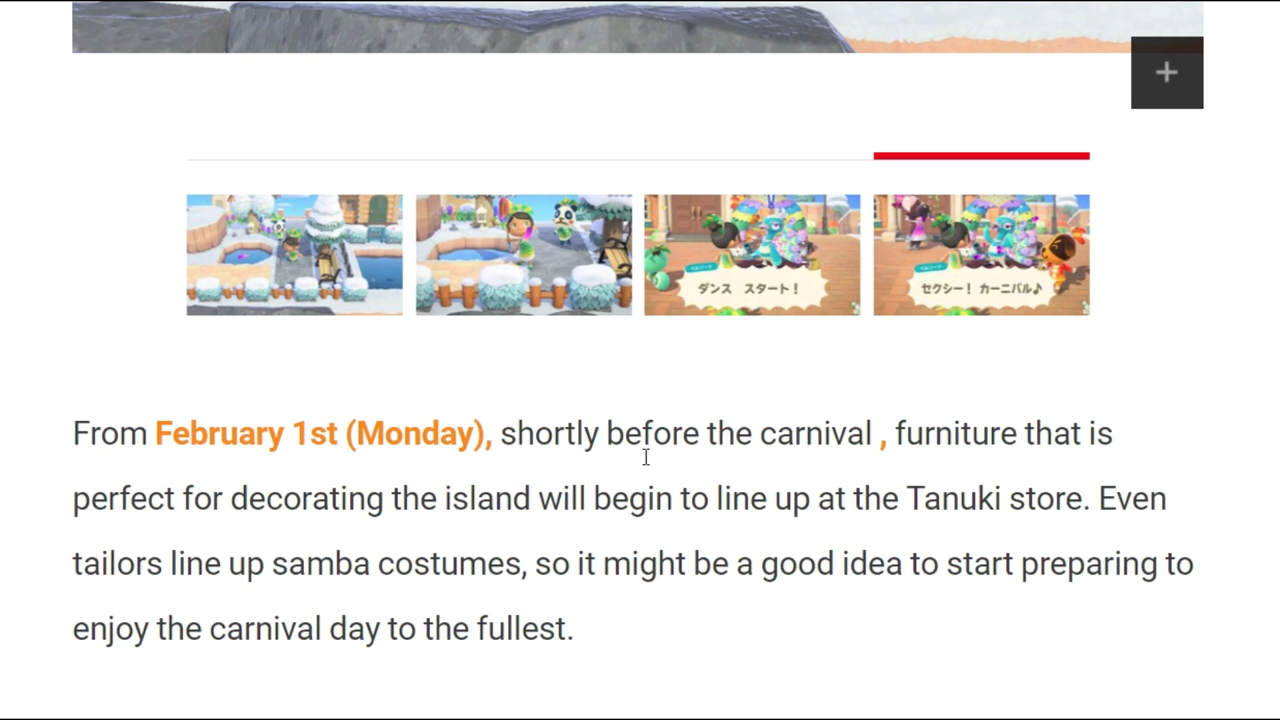 ダンス スタート!
セクシー! カーニバル♪
From February 1st (Monday), shortly before the carnival , furniture that is
perfect for decorating the island will begin to line up at the Tanuki store. Even
tailors line up samba costumes, so it might be a good idea to start preparing to
enjoy the carnival day to the fullest.